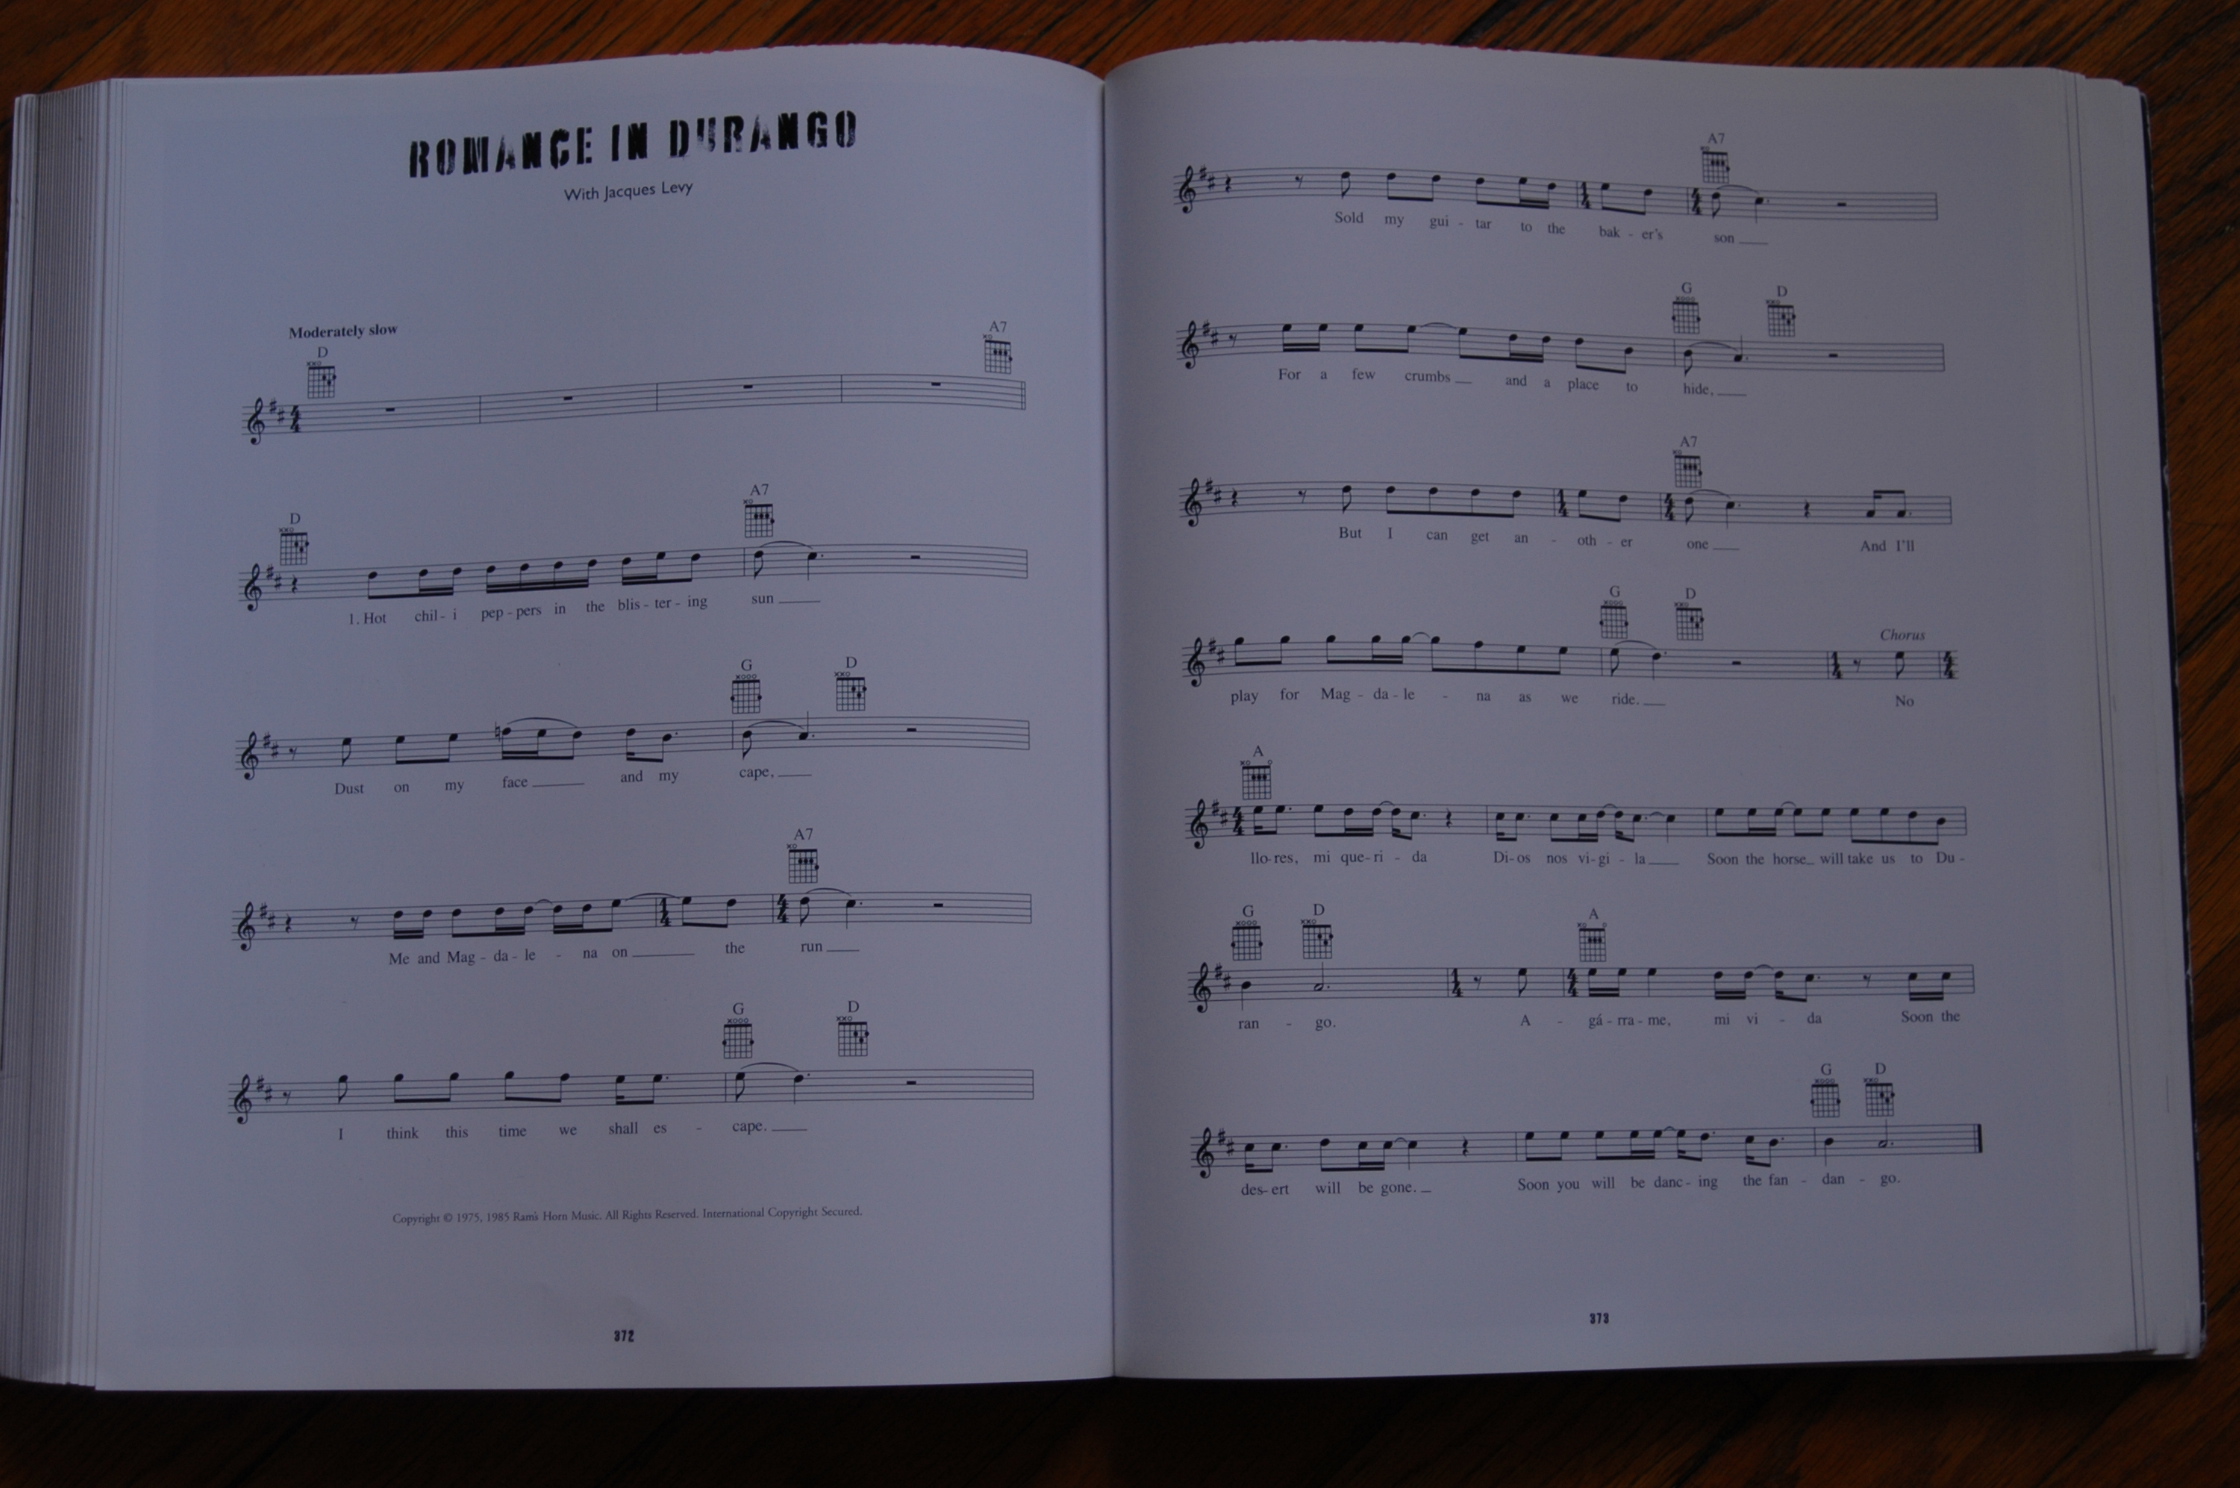 ROMANCE IN DURANGO
With Jacques Levy
Moderately slow
D A7
D A7
1. Hot chil - i pep - pers in the blis - ter - ing sun
G D
Dust on my face and my cape,
A7
Me and Mag - da - le - na on the run
G D
I think this time we shall es - cape.
Copyright © 1975, 1985 Ram's Horn Music. All Rights Reserved. International Copyright Secured.
372
A7
Sold my gui - tar to the bak - er's son
G D
For a few crumbs and a place to hide,
A7
But I can get an - oth - er one And I'll
G D
Chorus
play for Mag - da - le - na as we ride. No
A
llo - res, mi que - ri - da Di - os nos vi - gi - la Soon the horse will take us to Du -
G D A
ran - go. A - gá - rra - me, mi vi - da Soon the
G D
des - ert will be gone. Soon you will be danc - ing the fan - dan - go.
373